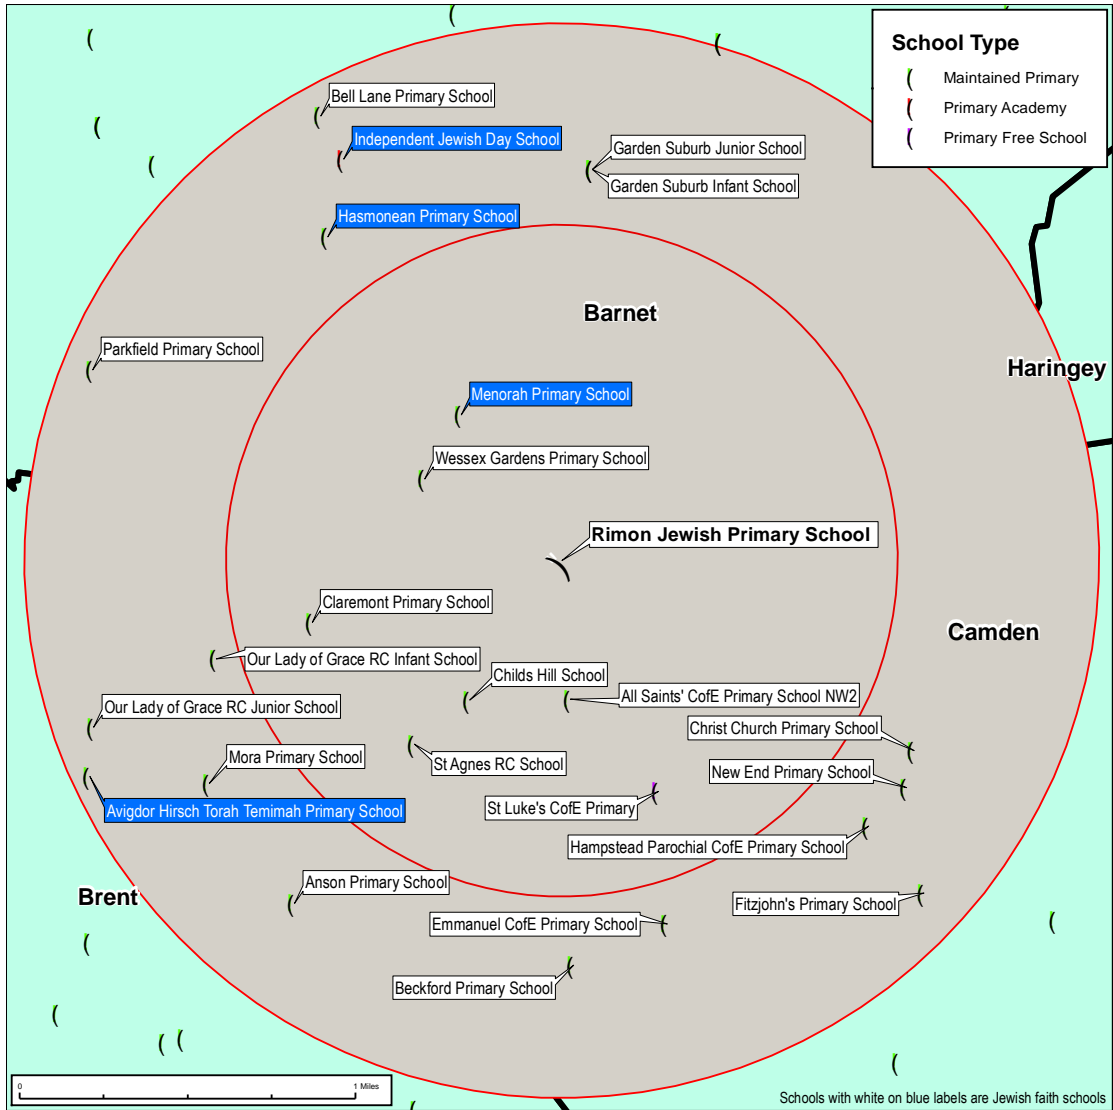 School Type
Maintained Primary
Primary Academy
Primary Free School
Bell Lane Primary School
Independent Jewish Day School
Garden Suburb Junior School
Garden Suburb Infant School
Hasmonean Primary School
Barnet
Parkfield Primary School
Haringey
Menorah Primary School
Wessex Gardens Primary School
Rimon Jewish Primary School
Claremont Primary School
Camden
Our Lady of Grace RC Infant School
Childs Hill School
All Saints' CofE Primary School NW2
Our Lady of Grace RC Junior School
Christ Church Primary School
Mora Primary School
St Agnes RC School
New End Primary School
St Luke's CofE Primary
Avigdor Hirsch Torah Temimah Primary School
Hampstead Parochial CofE Primary School
Anson Primary School
Brent
Fitzjohn's Primary School
Emmanuel CofE Primary School
Beckford Primary School
0 1 Miles
Schools with white on blue labels are Jewish faith schools